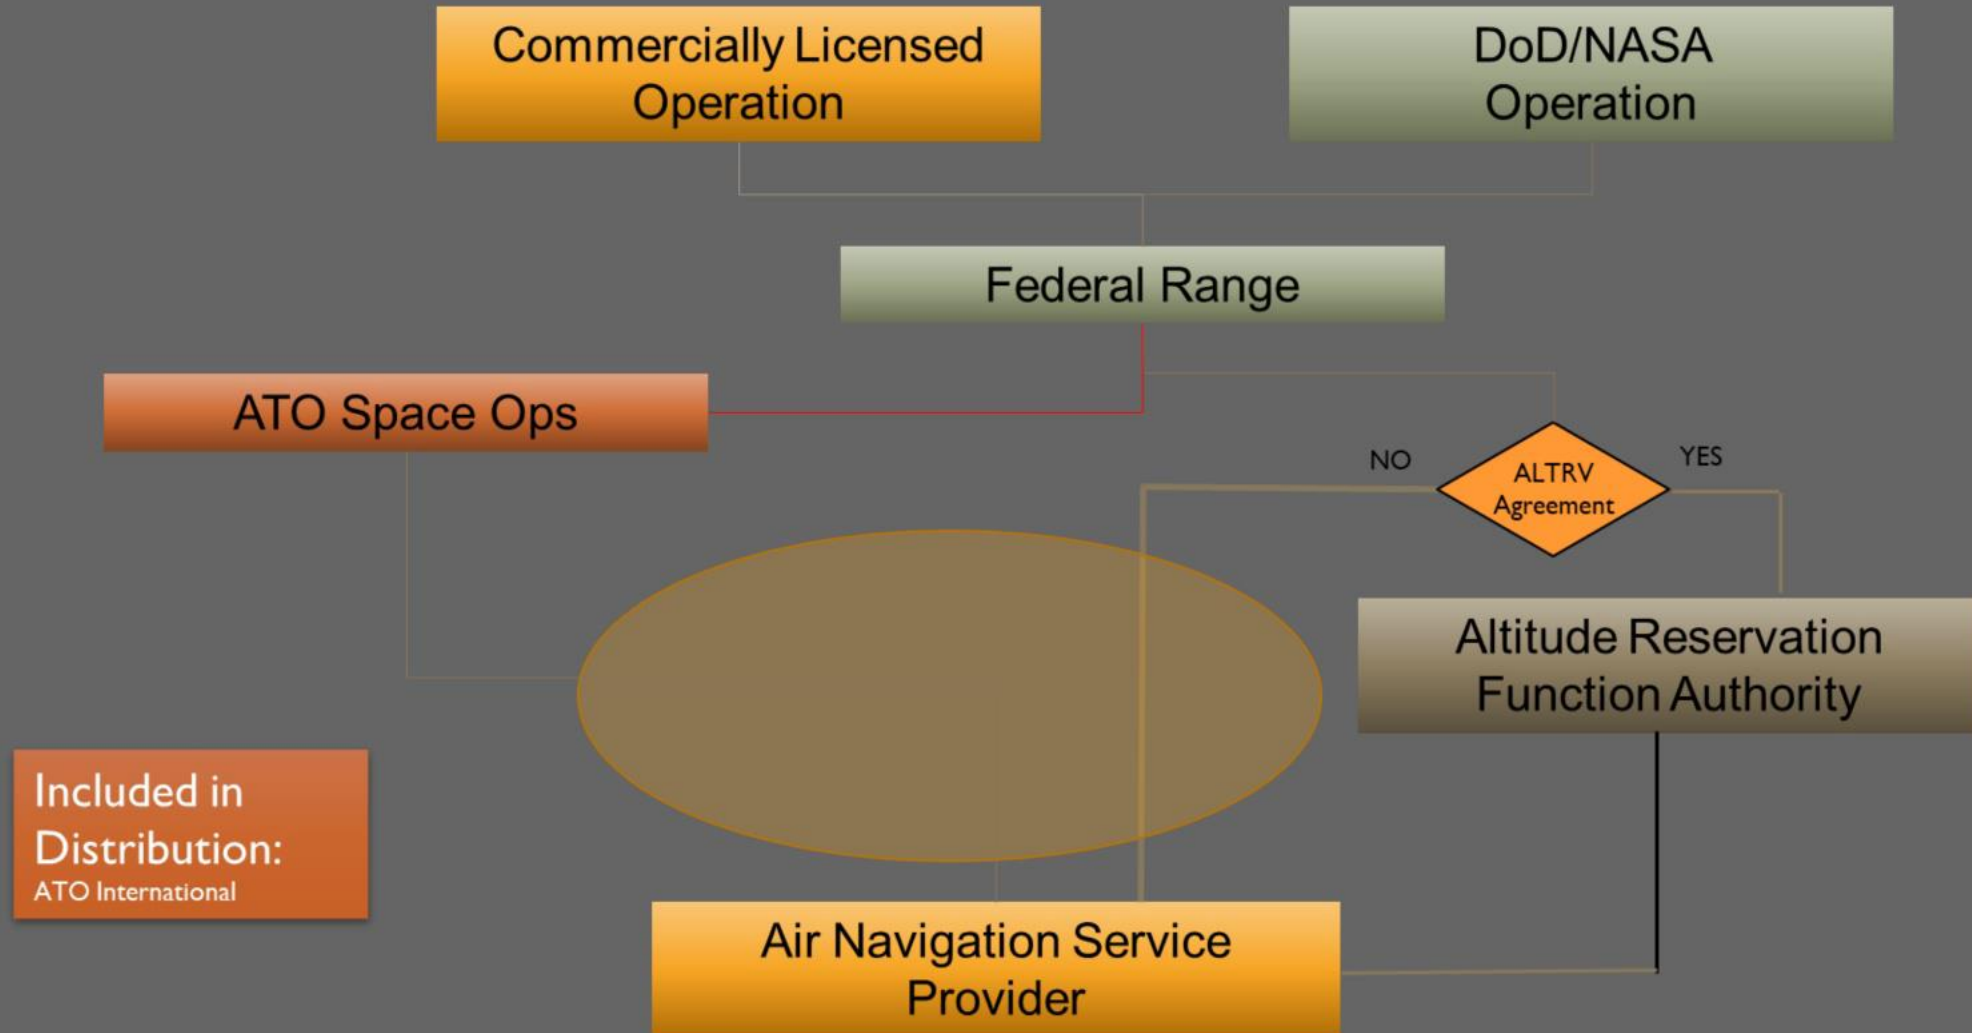 Commercially Licensed
Operation
DoD/NASA
Operation
Federal Range
ATO Space Ops
NO
ALTRV
Agreement
YES
Altitude Reservation
Function Authority
Included in
Distribution:
ATO International
Air Navigation Service
Provider